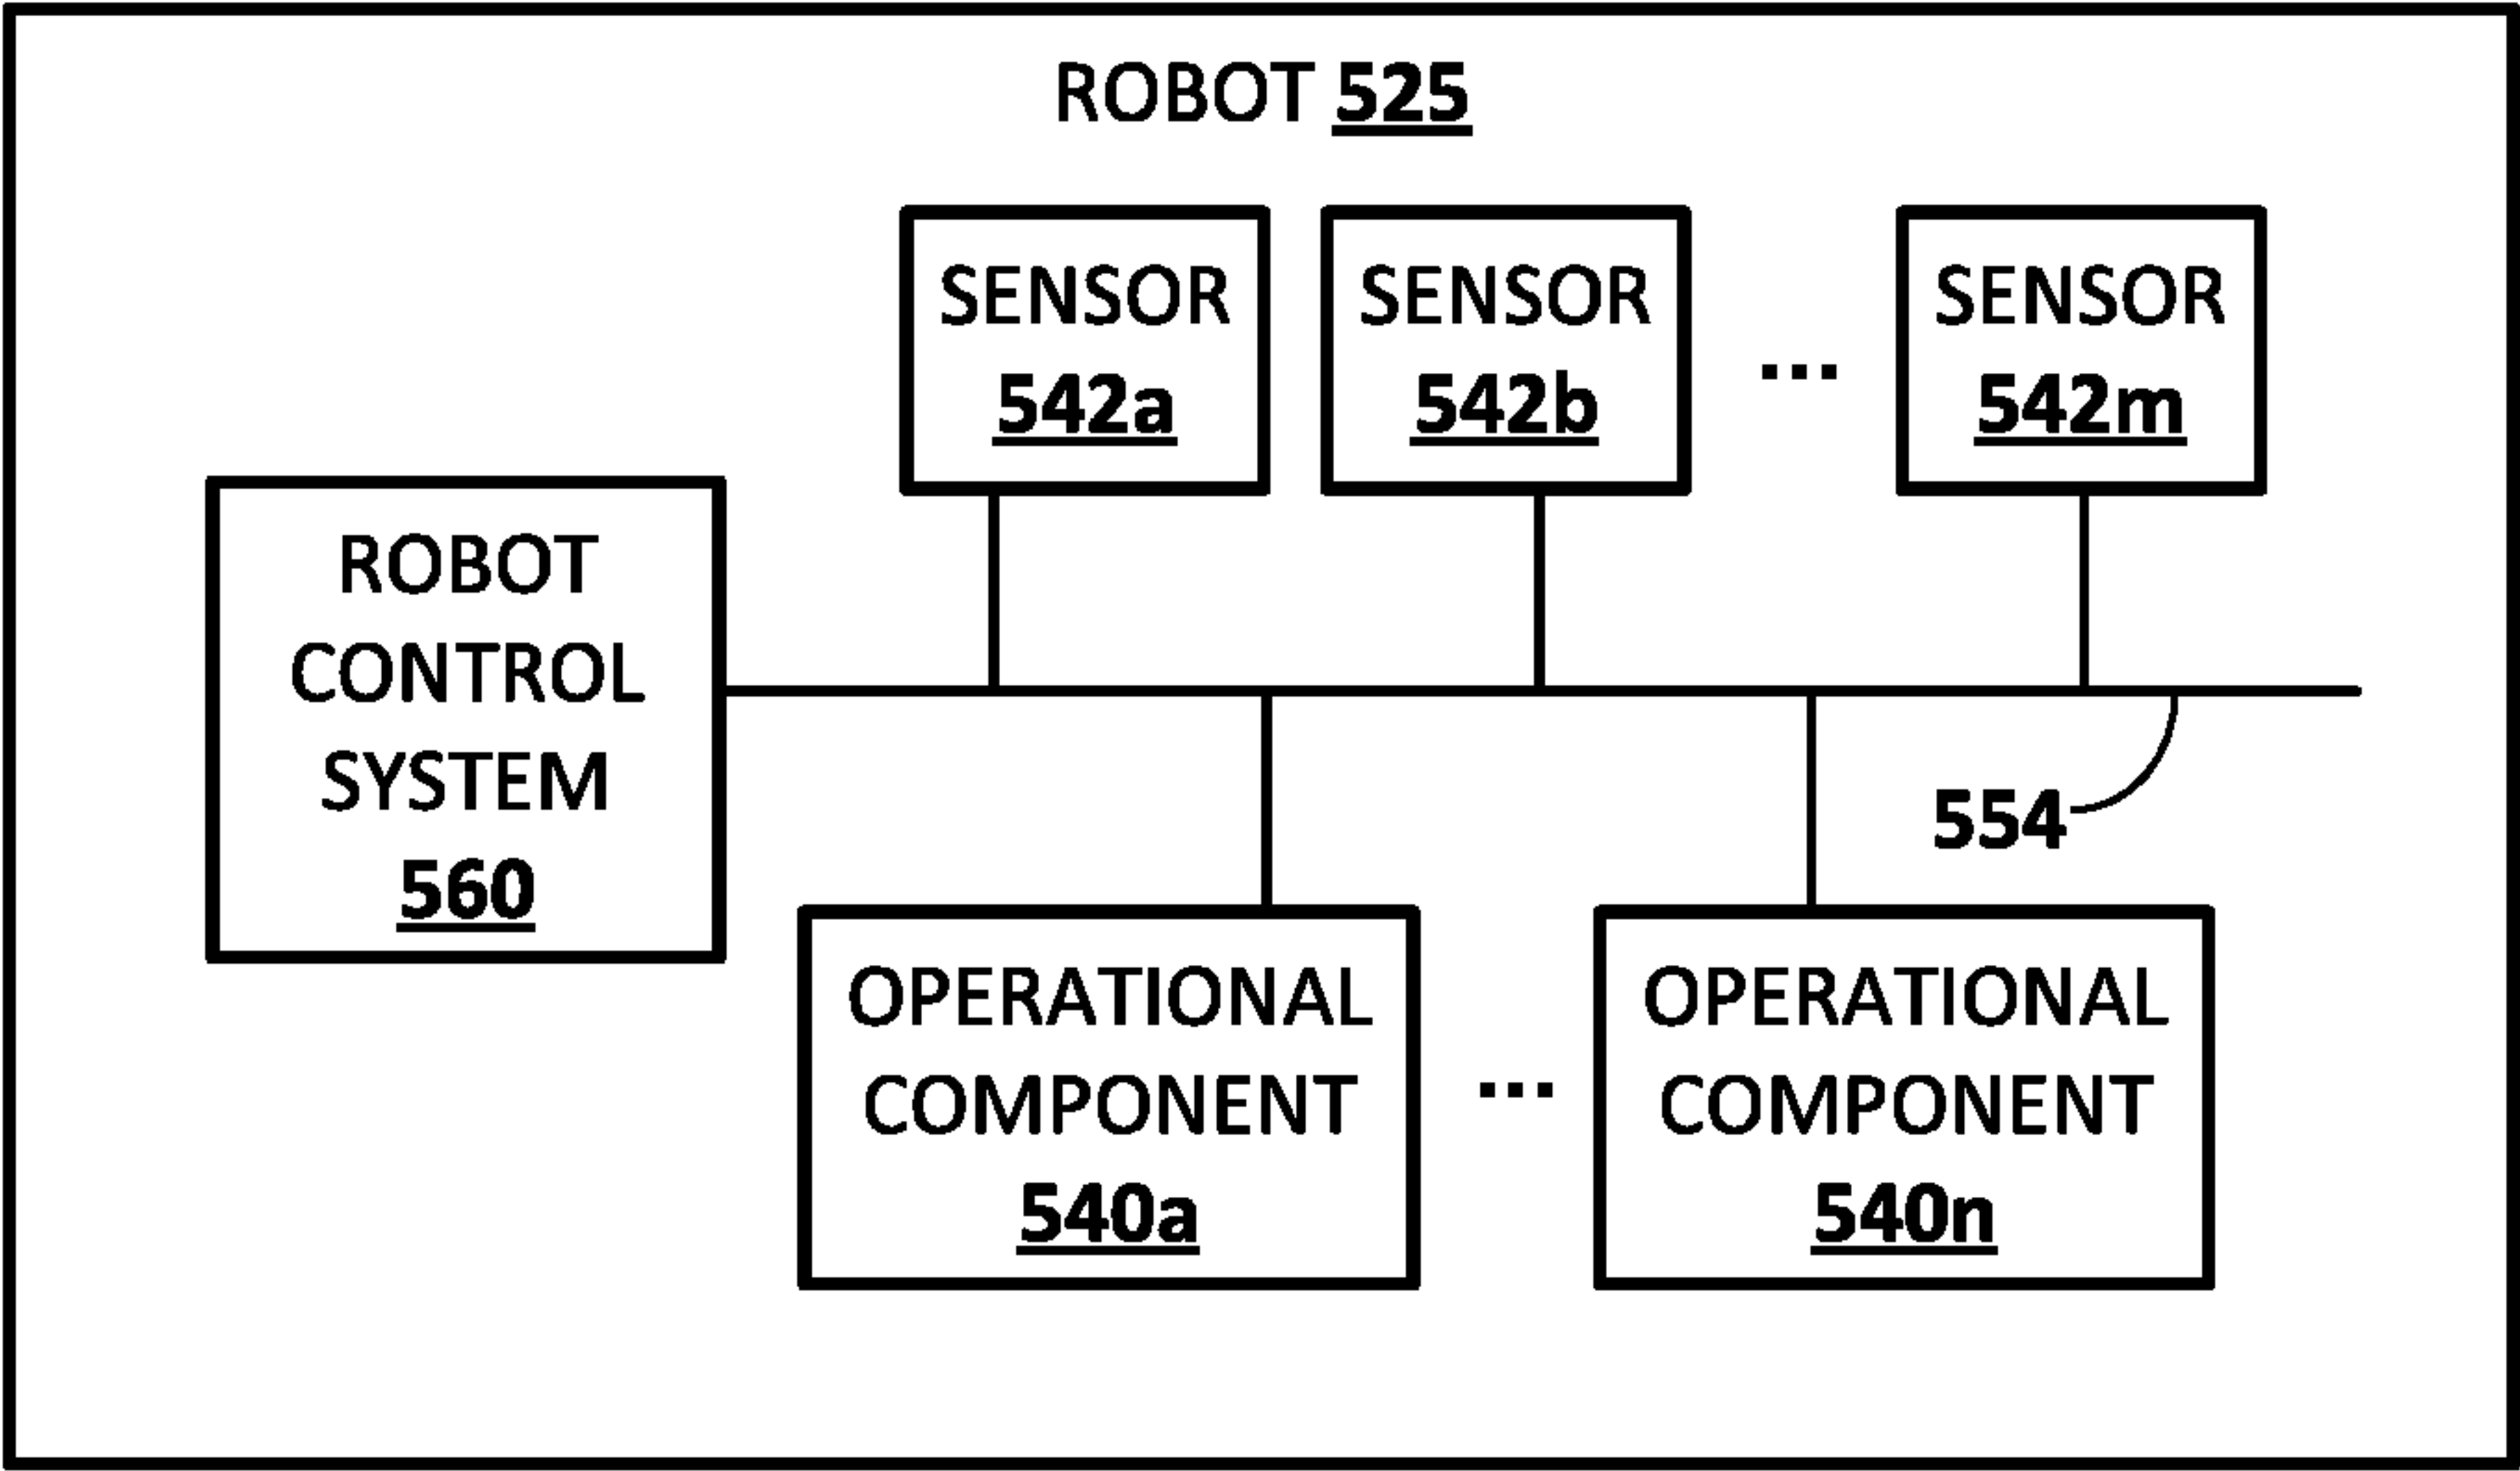 ROBOT 525
SENSOR
542a
SENSOR
542b
...
SENSOR
542m
ROBOT
CONTROL
SYSTEM
560
554
OPERATIONAL
COMPONENT
540a
...
OPERATIONAL
COMPONENT
540n